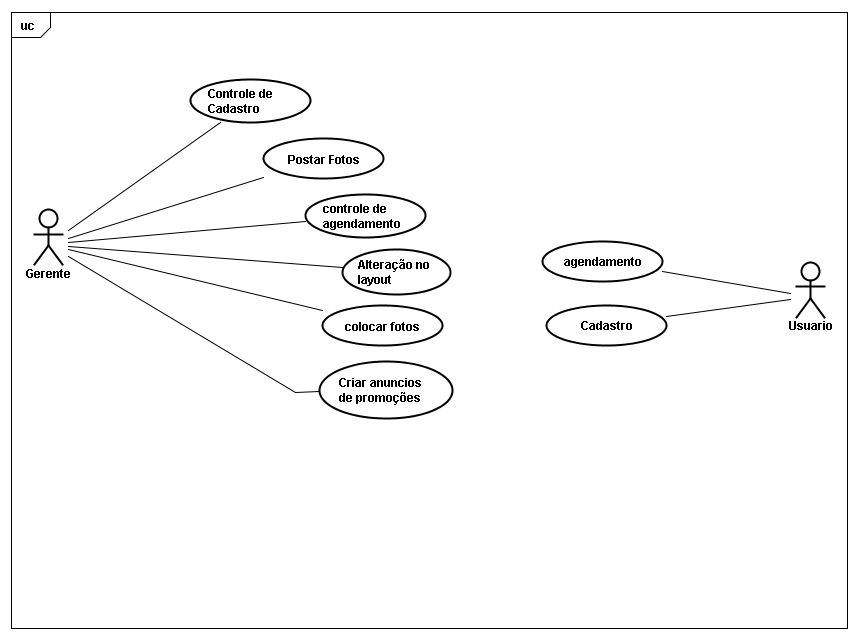 uc
Controle de
Cadastro
Postar Fotos
controle de
agendamento
Alteração no
layout
colocar fotos
Criar anuncios
de promoções
Gerente
agendamento
Cadastro
Usuario